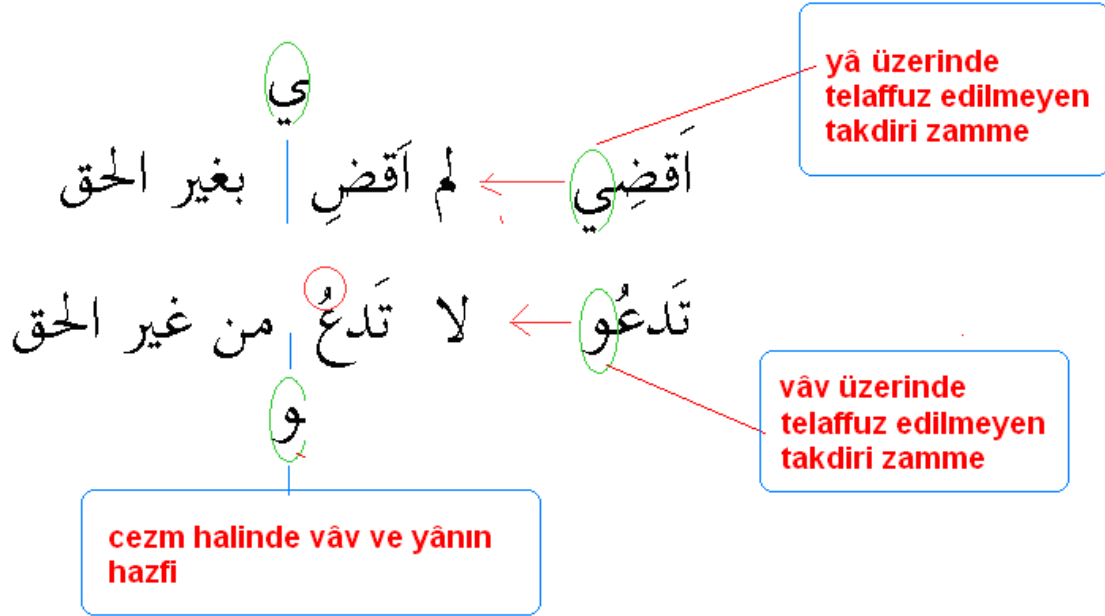 yâ üzerinde
telaffuz edilmeyen
takdiri zamme
ي
اَقضِي لم اَقضِ بغير الحق
تَدعُو لا تَدعُ من غير الحق
و
vâv üzerinde
telaffuz edilmeyen
takdiri zamme
cezm halinde vâv ve yânın
hazfi